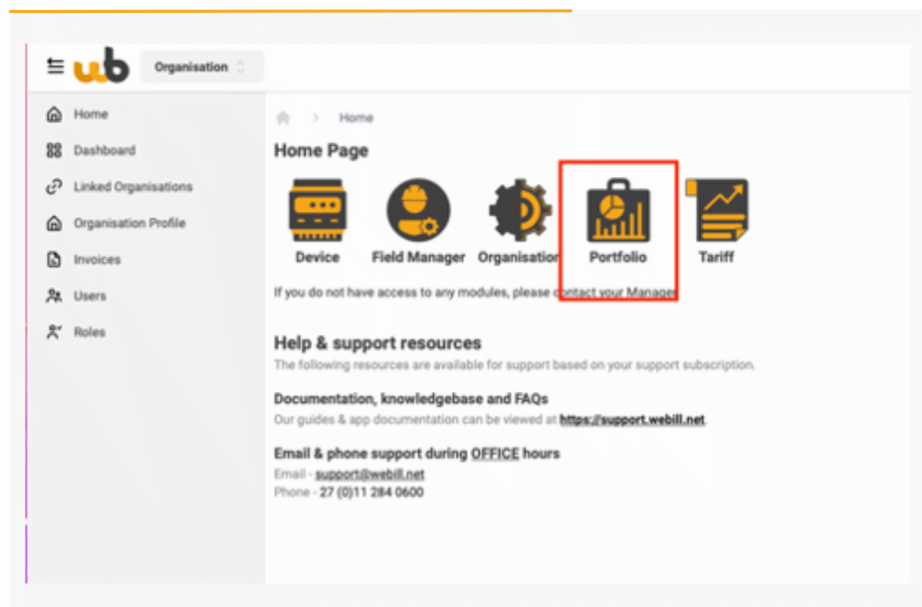 wb
Organisation
Home
Dashboard
Linked Organisations
Organisation Profile
Invoices
Users
Roles
Home
Home Page
Device
Field Manager
Organisation
Portfolio
Tariff
If you do not have access to any modules, please contact your Manager
Help & support resources
The following resources are available for support based on your support subscription.
Documentation, knowledgebase and FAQs
Our guides & app documentation can be viewed at https://support.webill.net.
Email & phone support during OFFICE hours
Email - support@webill.net
Phone - 27 (0)11 284 0600